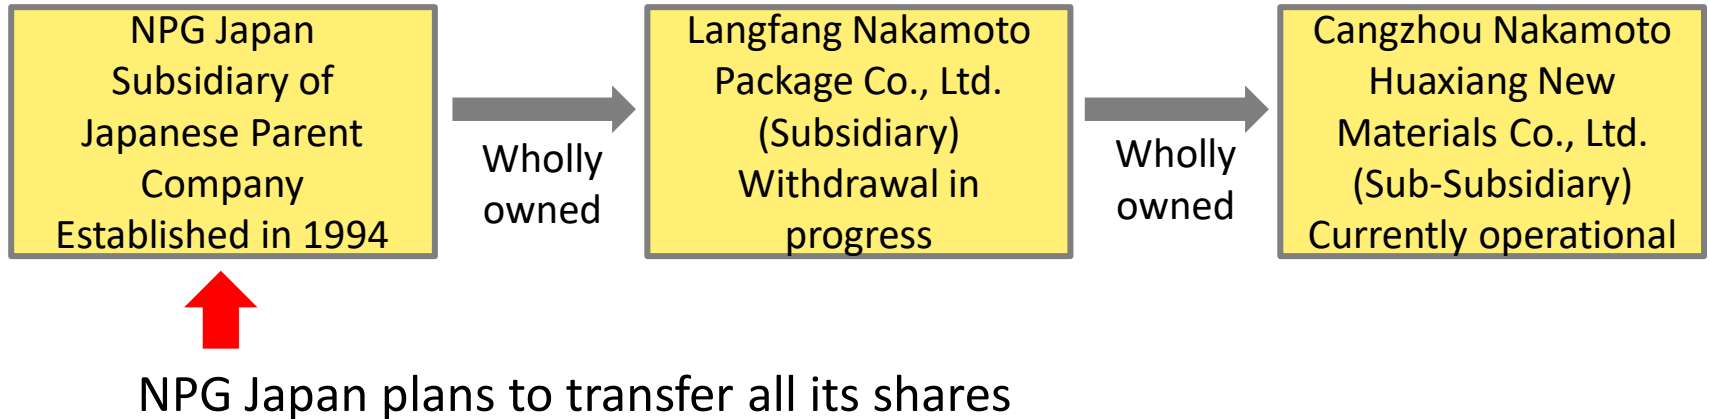 NPG Japan
Subsidiary of
Japanese Parent
Company
Established in 1994
Wholly
owned
Langfang Nakamoto
Package Co., Ltd.
(Subsidiary)
Withdrawal in
progress
Wholly
owned
Cangzhou Nakamoto
Huaxiang New
Materials Co., Ltd.
(Sub-Subsidiary)
Currently operational
NPG Japan plans to transfer all its shares